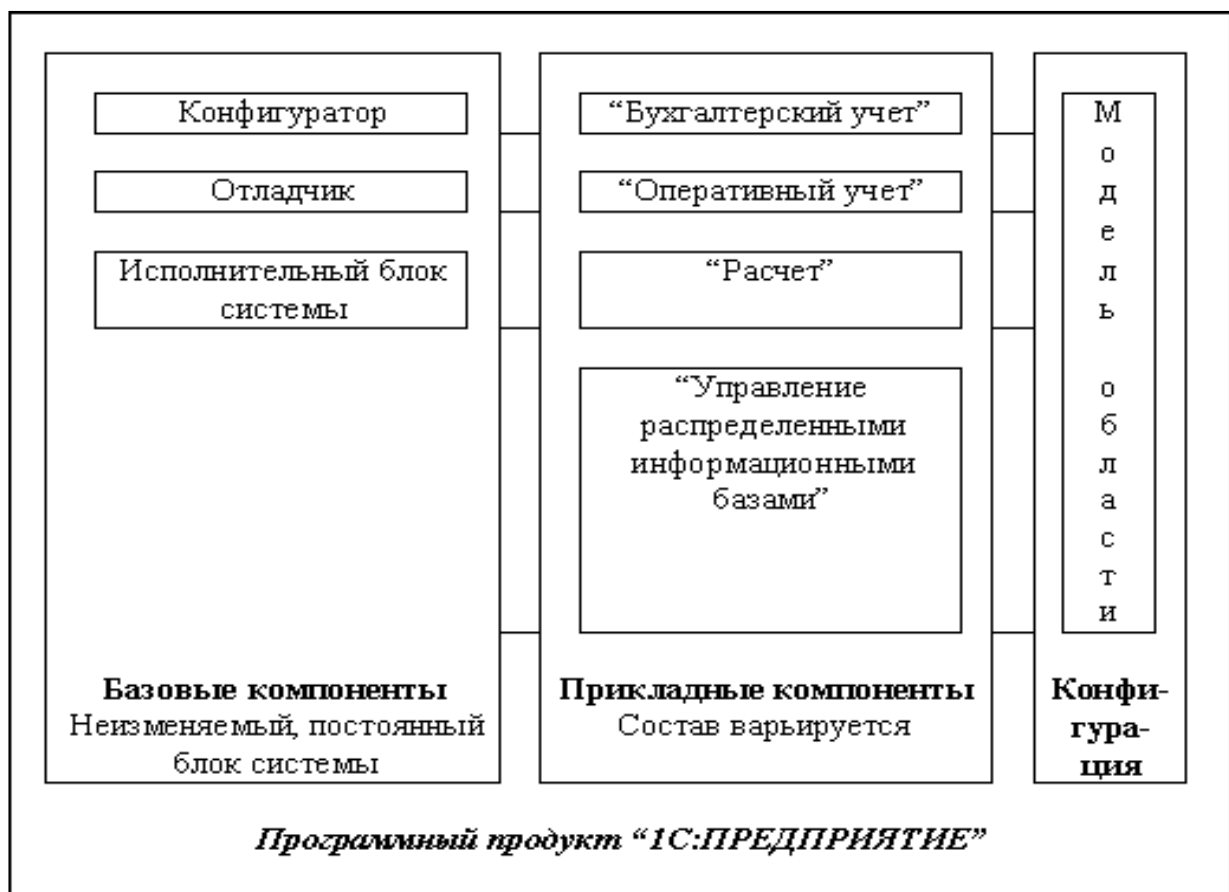 Конфигуратор
Отладчик
Исполнительный блок
системы
Базовые компоненты
Неизменяемый, постоянный
блок системы
“Бухгалтерский учет”
“Оперативный учет”
“Расчет”
“Управление
распределенными
информационными
базами”
Прикладные компоненты
Состав варьируется
М
о
д
е
л
ь
о
б
л
а
с
т
и
Конфи-
гура-
ция
Программный продукт “1С:ПРЕДПРИЯТИЕ”